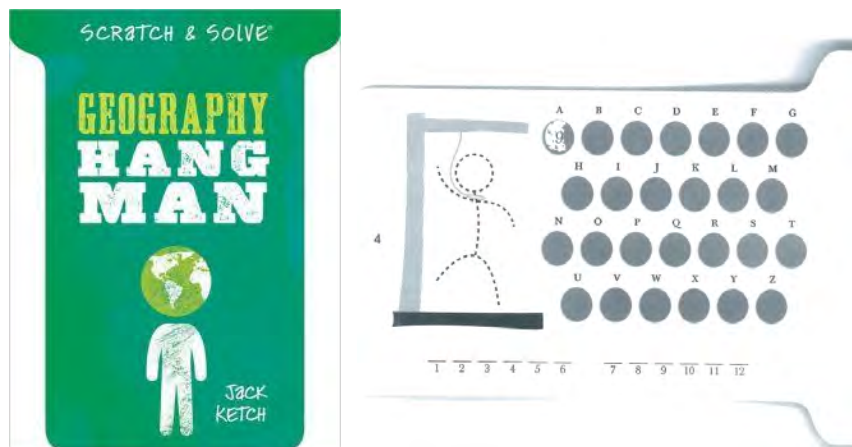 SCRATCH & SOLVE®
GEOGRAPHY
HANG
MAN
JACK
KETCH
A B C D E F G
9
H I J K L M
4
N O P Q R S T
U V W X Y Z
1 2 3 4 5 6 7 8 9 10 11 12